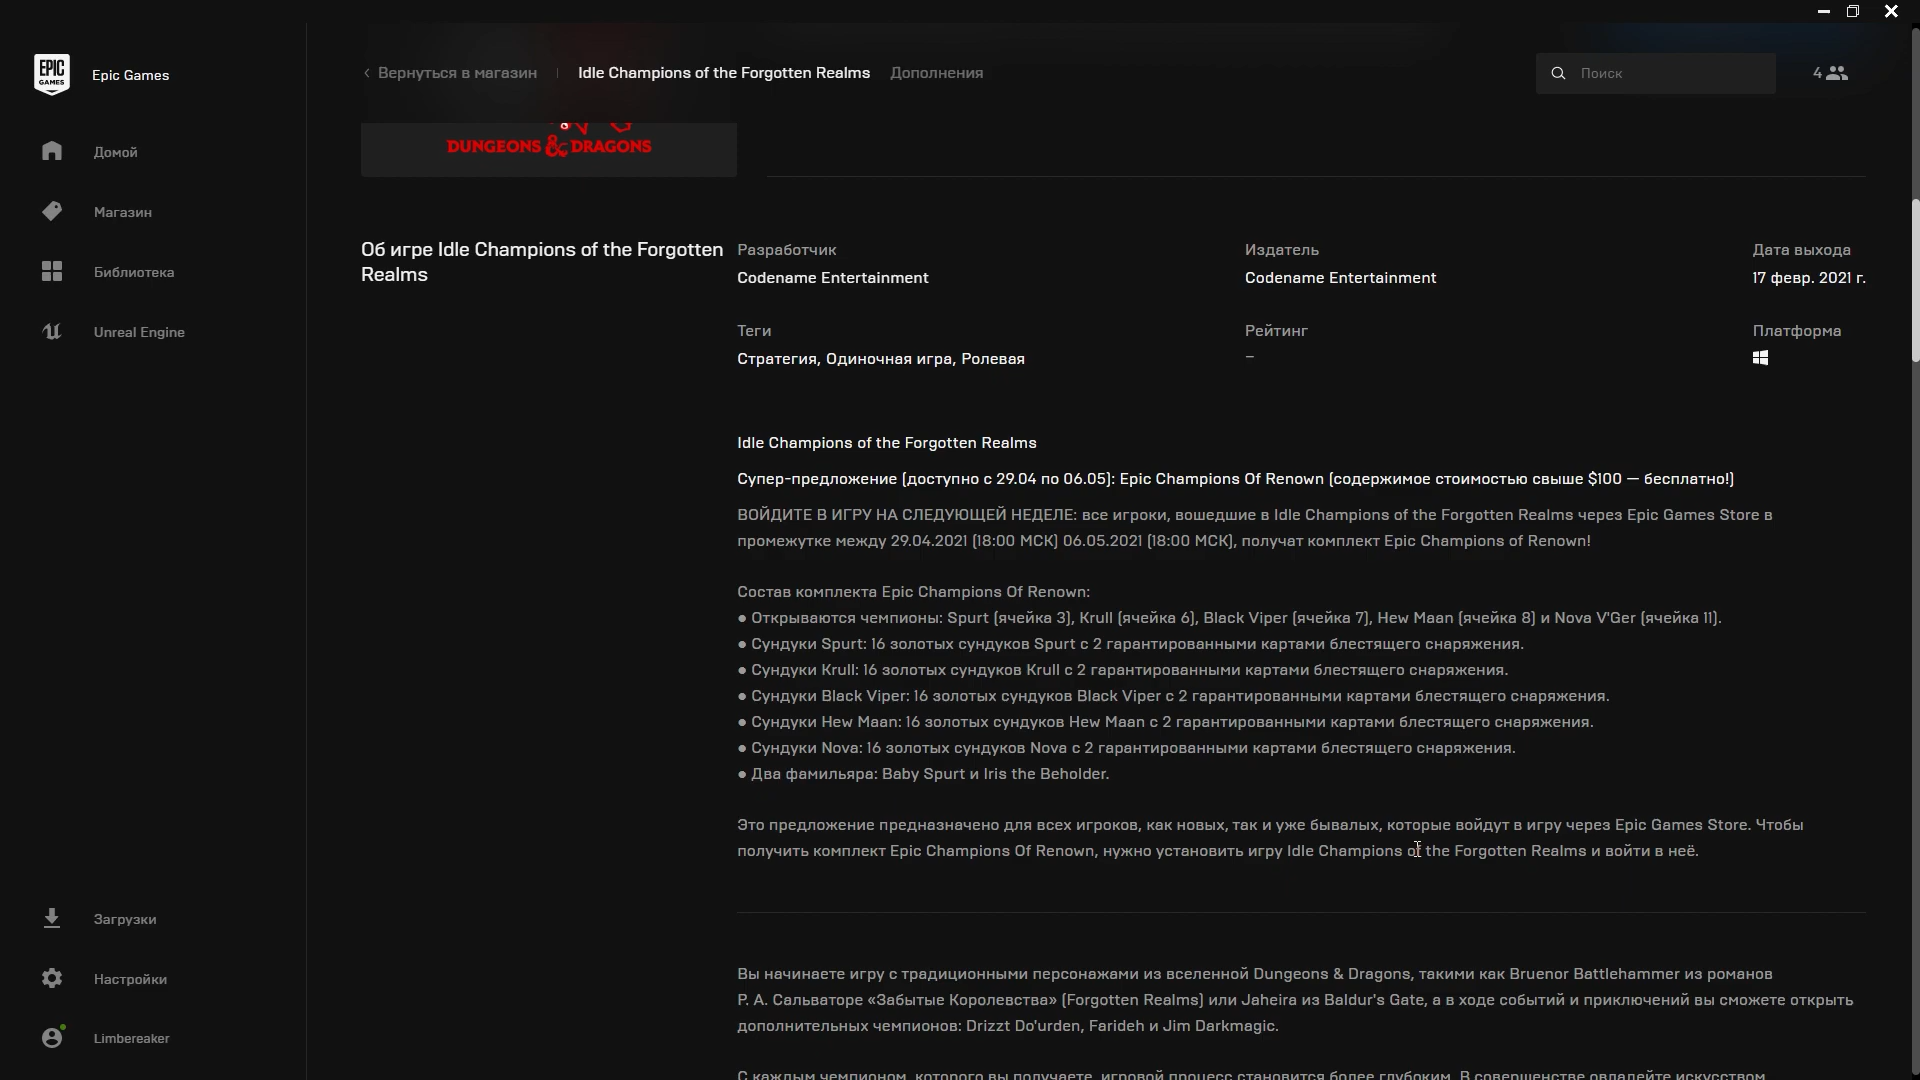 EPIC GAMES
Epic Games
Домой
Магазин
Библиотека
Unreal Engine
Загрузки
Настройки
Limbereaker
Вернуться в магазин
Idle Champions of the Forgotten Realms
Дополнения
Поиск
4
DUNGEONS & DRAGONS
Об игре Idle Champions of the Forgotten
Realms
Разработчик
Codename Entertainment
Издатель
Codename Entertainment
Дата выхода
17 февр. 2021 г.
Теги
Стратегия, Одиночная игра, Ролевая
Рейтинг
–
Платформа
Idle Champions of the Forgotten Realms
Супер-предложение (доступно с 29.04 по 06.05): Epic Champions Of Renown (содержимое стоимостью свыше $100 — бесплатно!)
ВОЙДИТЕ В ИГРУ НА СЛЕДУЮЩЕЙ НЕДЕЛЕ: все игроки, вошедшие в Idle Champions of the Forgotten Realms через Epic Games Store в
промежутке между 29.04.2021 (18:00 МСК) 06.05.2021 (18:00 МСК), получат комплект Epic Champions of Renown!
Состав комплекта Epic Champions Of Renown:
● Открываются чемпионы: Spurt (ячейка 3), Krull (ячейка 6), Black Viper (ячейка 7), Hew Maan (ячейка 8) и Nova V'Ger (ячейка 11).
● Сундуки Spurt: 16 золотых сундуков Spurt с 2 гарантированными картами блестящего снаряжения.
● Сундуки Krull: 16 золотых сундуков Krull с 2 гарантированными картами блестящего снаряжения.
● Сундуки Black Viper: 16 золотых сундуков Black Viper с 2 гарантированными картами блестящего снаряжения.
● Сундуки Hew Maan: 16 золотых сундуков Hew Maan с 2 гарантированными картами блестящего снаряжения.
● Сундуки Nova: 16 золотых сундуков Nova с 2 гарантированными картами блестящего снаряжения.
● Два фамильяра: Baby Spurt и Iris the Beholder.
Это предложение предназначено для всех игроков, как новых, так и уже бывалых, которые войдут в игру через Epic Games Store. Чтобы
получить комплект Epic Champions Of Renown, нужно установить игру Idle Champions of the Forgotten Realms и войти в неё.
Вы начинаете игру с традиционными персонажами из вселенной Dungeons & Dragons, такими как Bruenor Battlehammer из романов
Р. А. Сальваторе «Забытые Королевства» (Forgotten Realms) или Jaheira из Baldur's Gate, а в ходе событий и приключений вы сможете открыть
дополнительных чемпионов: Drizzt Do'urden, Farideh и Jim Darkmagic.
С каждым чемпионом, которого вы получаете, игровой процесс становится более глубоким. В совершенстве овладейте искусством